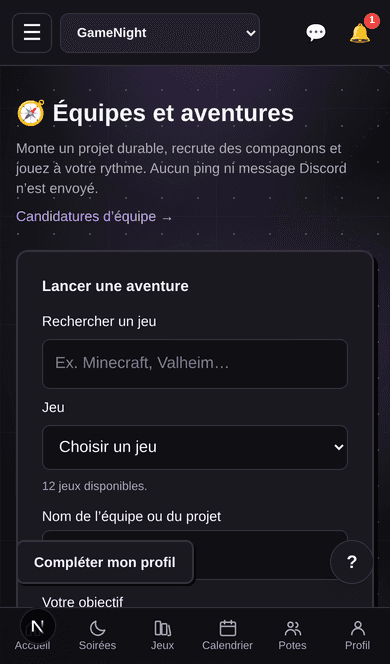 GameNight
1
Équipes et aventures
Monte un projet durable, recrute des compagnons et
jouez à votre rythme. Aucun ping ni message Discord
n’est envoyé.
Candidatures d’équipe →
Lancer une aventure
Rechercher un jeu
Ex. Minecraft, Valheim…
Jeu
Choisir un jeu
12 jeux disponibles.
Nom de l’équipe ou du projet
Compléter mon profil
?
Votre objectif
N
Accueil Soirées Jeux Calendrier Potes Profil